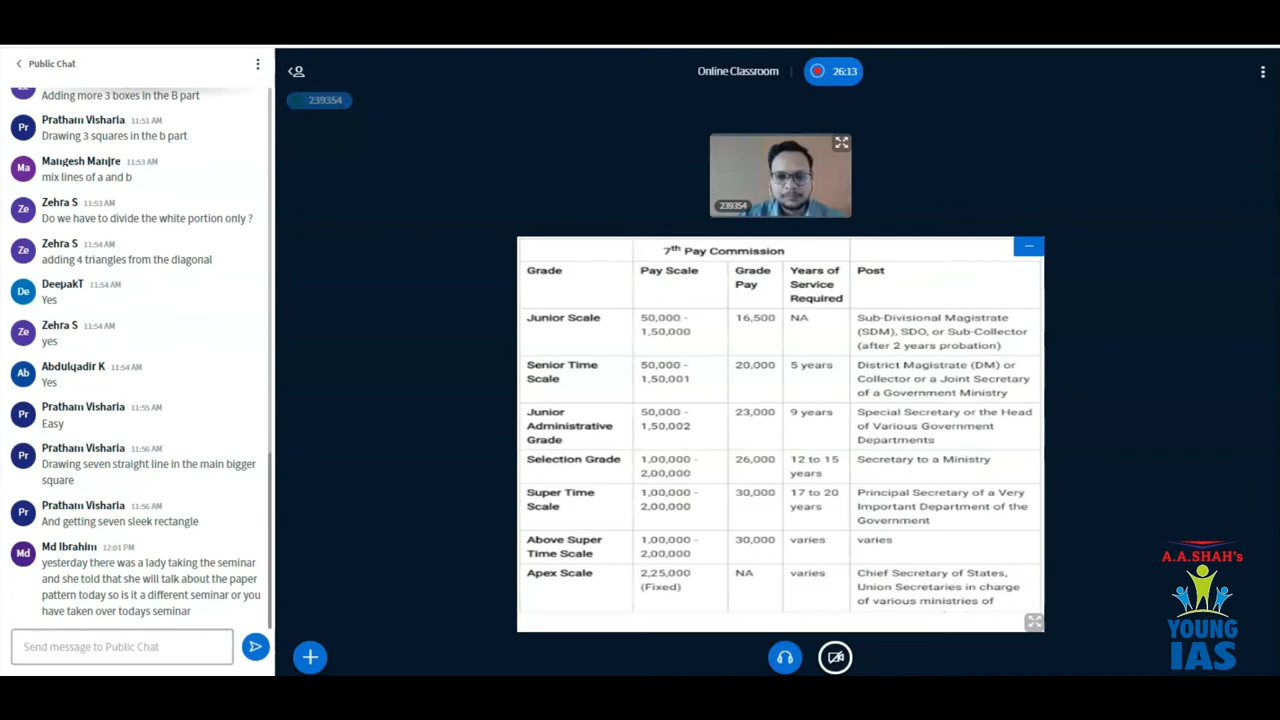 Public Chat
Adding more 3 boxes in the B part
Pr
Pratham Visharia 11:51 AM
Drawing 3 squares in the b part
Ma
Mangesh Manjre 11:53 AM
mix lines of a and b
Ze
Zehra S 11:53 AM
Do we have to divide the white portion only ?
Ze
Zehra S 11:54 AM
adding 4 triangles from the diagonal
De
DeepakT 11:54 AM
Yes
Ze
Zehra S 11:54 AM
yes
Ab
Abdulqadir K 11:54 AM
Yes
Pr
Pratham Visharia 11:55 AM
Easy
Pr
Pratham Visharia 11:56 AM
Drawing seven straight line in the main bigger
square
Pr
Pratham Visharia 11:56 AM
And getting seven sleek rectangle
Md
Md Ibrahim 12:01 PM
yesterday there was a lady taking the seminar
and she told that she will talk about the paper
pattern today so is it a different seminar or you
have taken over todays seminar
Send message to Public Chat
Online Classroom
26:13
239354
239354
7th Pay Commission
Grade Pay Scale Grade Pay Years of Service Required Post
Junior Scale 50,000 - 1,50,000 16,500 NA Sub-Divisional Magistrate (SDM), SDO, or Sub-Collector (after 2 years probation)
Senior Time Scale 50,000 - 1,50,001 20,000 5 years District Magistrate (DM) or Collector or a Joint Secretary of a Government Ministry
Junior Administrative Grade 50,000 - 1,50,002 23,000 9 years Special Secretary or the Head of Various Government Departments
Selection Grade 1,00,000 - 2,00,000 26,000 12 to 15 years Secretary to a Ministry
Super Time Scale 1,00,000 - 2,00,000 30,000 17 to 20 years Principal Secretary of a Very Important Department of the Government
Above Super Time Scale 1,00,000 - 2,00,000 30,000 varies varies
Apex Scale 2,25,000 (Fixed) NA varies Chief Secretary of States, Union Secretaries in charge of various ministries of
A.A.SHAH's
YOUNG
IAS